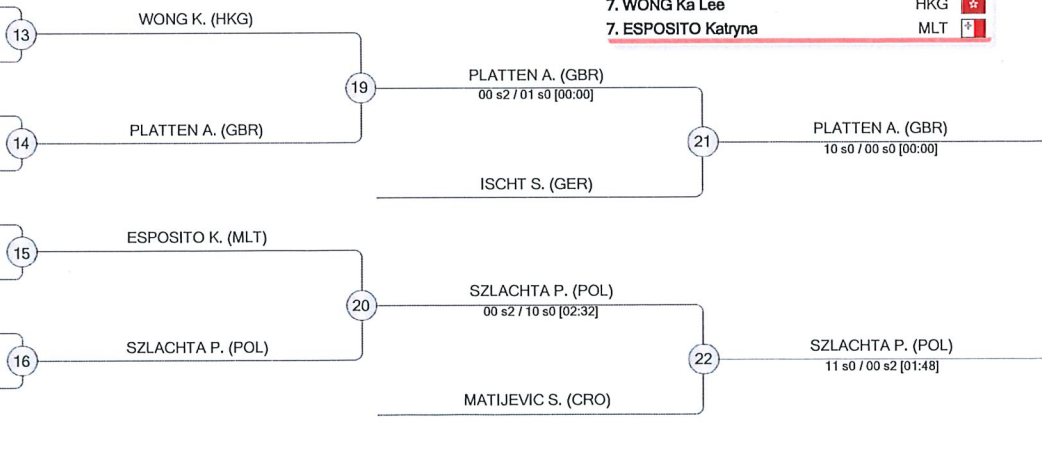 7. WONG Ka Lee HKG
7. ESPOSITO Katryna MLT
13
WONG K. (HKG)
19
PLATTEN A. (GBR)
00 s2 / 01 s0 [00:00]
14
PLATTEN A. (GBR)
21
PLATTEN A. (GBR)
10 s0 / 00 s0 [00:00]
ISCHT S. (GER)
15
ESPOSITO K. (MLT)
20
SZLACHTA P. (POL)
00 s2 / 10 s0 [02:32]
16
SZLACHTA P. (POL)
22
SZLACHTA P. (POL)
11 s0 / 00 s2 [01:48]
MATIJEVIC S. (CRO)